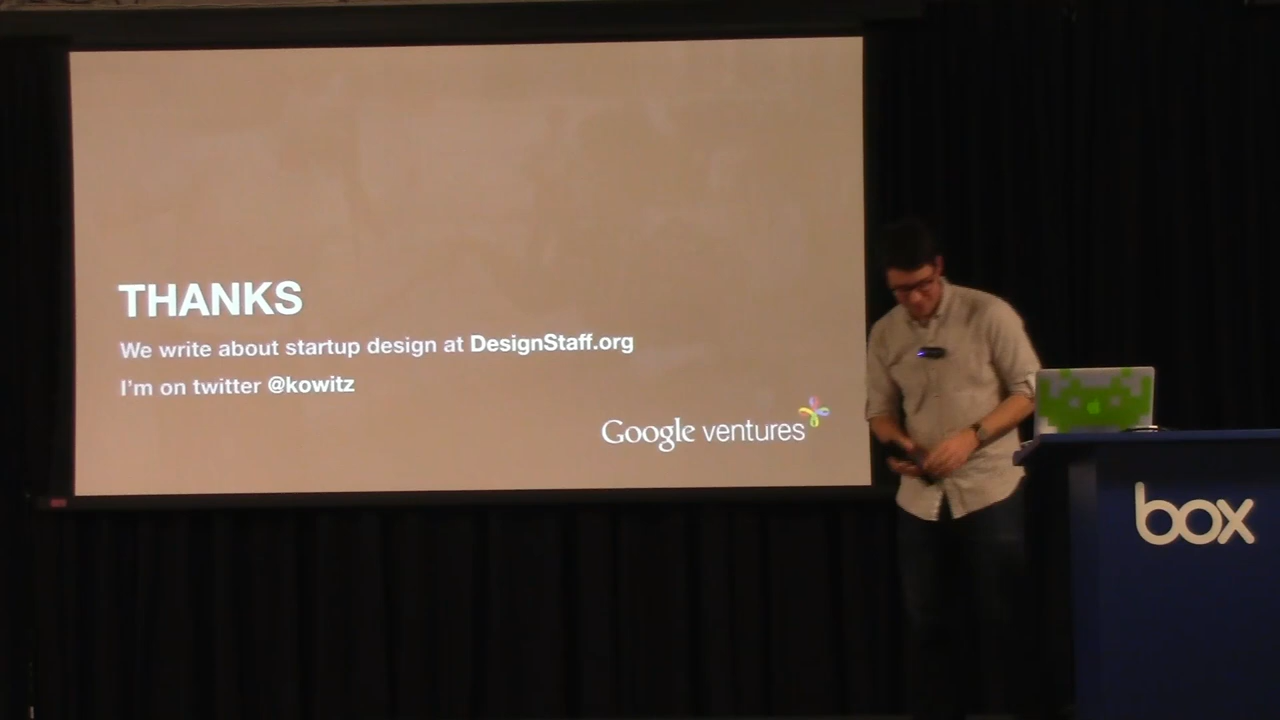 THANKS
We write about startup design at DesignStaff.org
I'm on twitter @kowitz
Google ventures
box